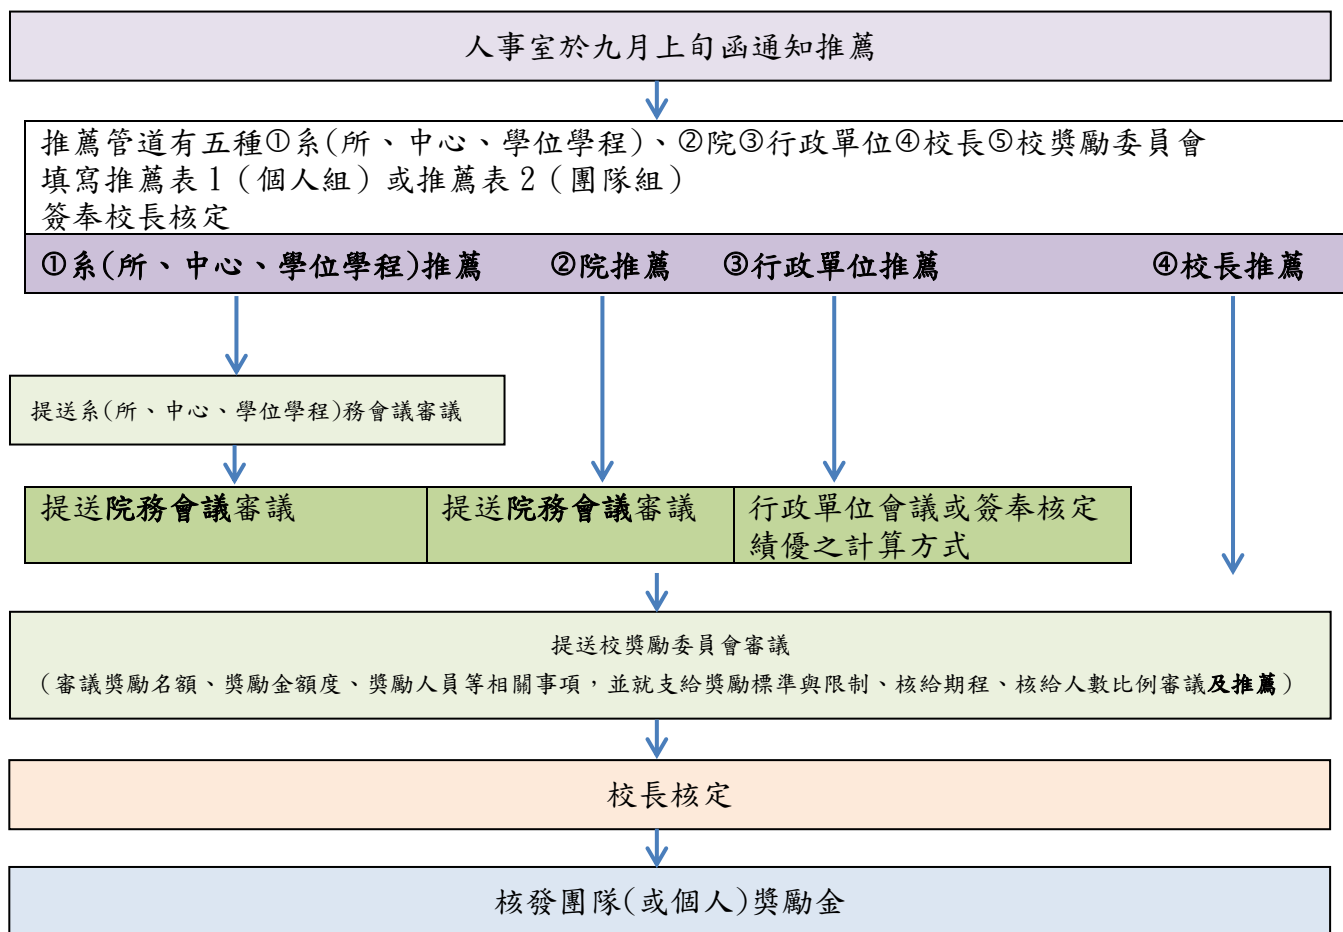 人事室於九月上旬函通知推薦
推薦管道有五種①系(所、中心、學位學程)、②院③行政單位④校長⑤校獎勵委員會
填寫推薦表1（個人組）或推薦表2（團隊組）
簽奉校長核定
①系(所、中心、學位學程)推薦 ②院推薦 ③行政單位推薦 ④校長推薦
提送系(所、中心、學位學程)務會議審議
提送院務會議審議
提送院務會議審議
行政單位會議或簽奉核定
績優之計算方式
提送校獎勵委員會審議
（審議獎勵名額、獎勵金額度、獎勵人員等相關事項，並就支給獎勵標準與限制、核給期程、核給人數比例審議及推薦）
校長核定
核發團隊(或個人)獎勵金